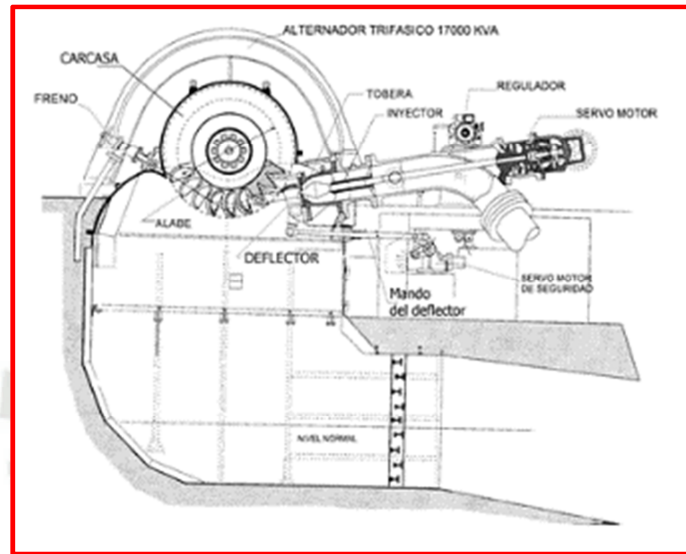 ALTERNADOR TRIFASICO 17000 KVA
CARCASA
REGULADOR
TOBERA
FRENO
INYECTOR
SERVO MOTOR
ALABE
DEFLECTOR
SERVO MOTOR
DE SEGURIDAD
Mando
del deflector
NIVEL NORMAL